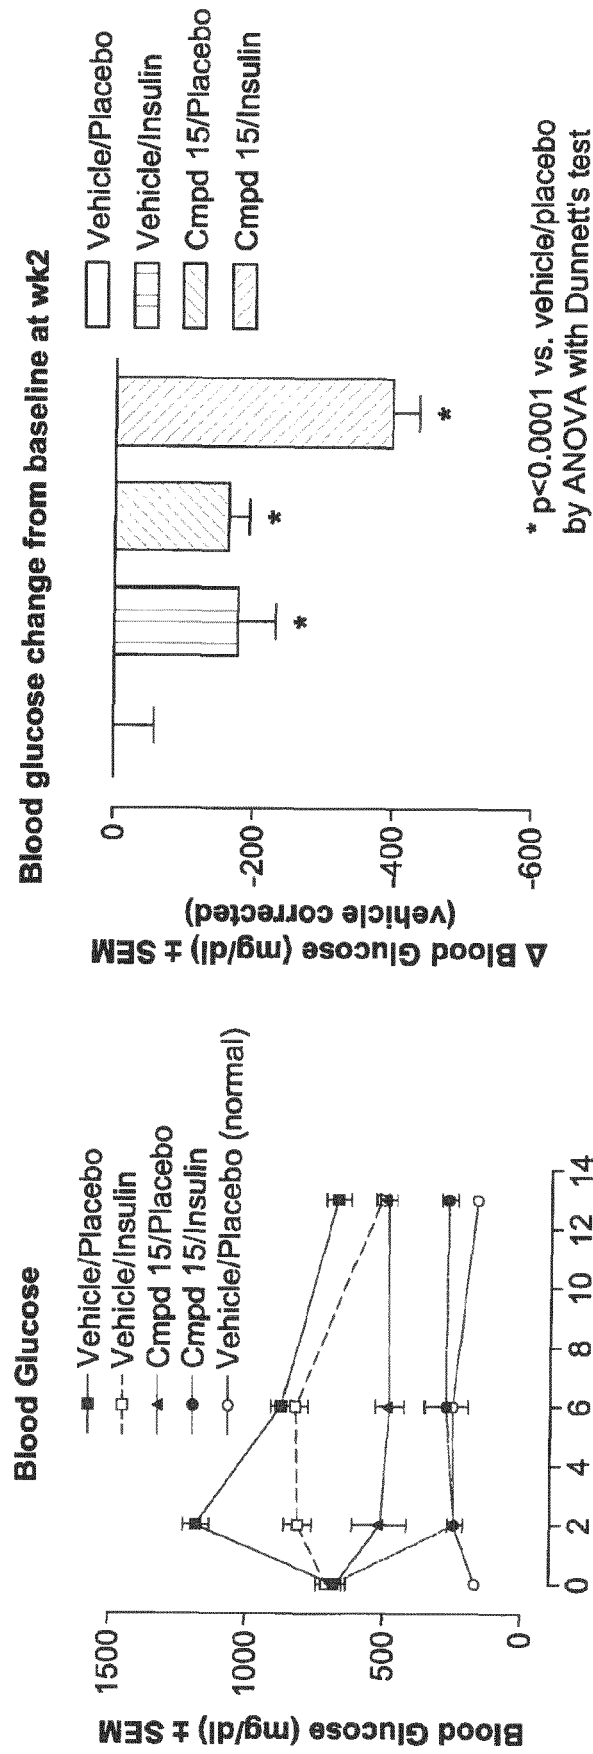 Blood Glucose
Vehicle/Placebo
Vehicle/Insulin
Cmpd 15/Placebo
Cmpd 15/Insulin
Vehicle/Placebo (normal)
Blood Glucose (mg/dl) ± SEM
1500
1000
500
0
0 2 4 6 8 10 12 14
Blood glucose change from baseline at wk2
Vehicle/Placebo
Vehicle/Insulin
Cmpd 15/Placebo
Cmpd 15/Insulin
Δ Blood Glucose (mg/dl) ± SEM
(vehicle corrected)
0
-200
-400
-600
*
*
*
* p<0.0001 vs. vehicle/placebo
by ANOVA with Dunnett's test